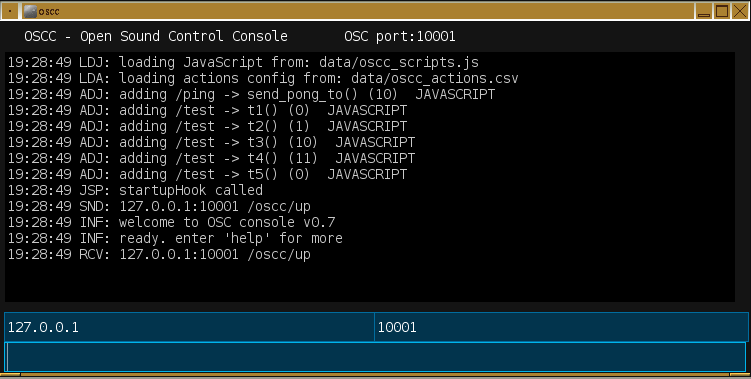 oscc
OSCC - Open Sound Control Console OSC port:10001
19:28:49 LDJ: loading JavaScript from: data/oscc_scripts.js
19:28:49 LDA: loading actions config from: data/oscc_actions.csv
19:28:49 ADJ: adding /ping -> send_pong_to() (10)  JAVASCRIPT
19:28:49 ADJ: adding /test -> t1() (0)  JAVASCRIPT
19:28:49 ADJ: adding /test -> t2() (1)  JAVASCRIPT
19:28:49 ADJ: adding /test -> t3() (10)  JAVASCRIPT
19:28:49 ADJ: adding /test -> t4() (11)  JAVASCRIPT
19:28:49 ADJ: adding /test -> t5() (0)  JAVASCRIPT
19:28:49 JSP: startupHook called
19:28:49 SND: 127.0.0.1:10001 /oscc/up
19:28:49 INF: welcome to OSC console v0.7
19:28:49 INF: ready. enter 'help' for more
19:28:49 RCV: 127.0.0.1:10001 /oscc/up
127.0.0.1 10001